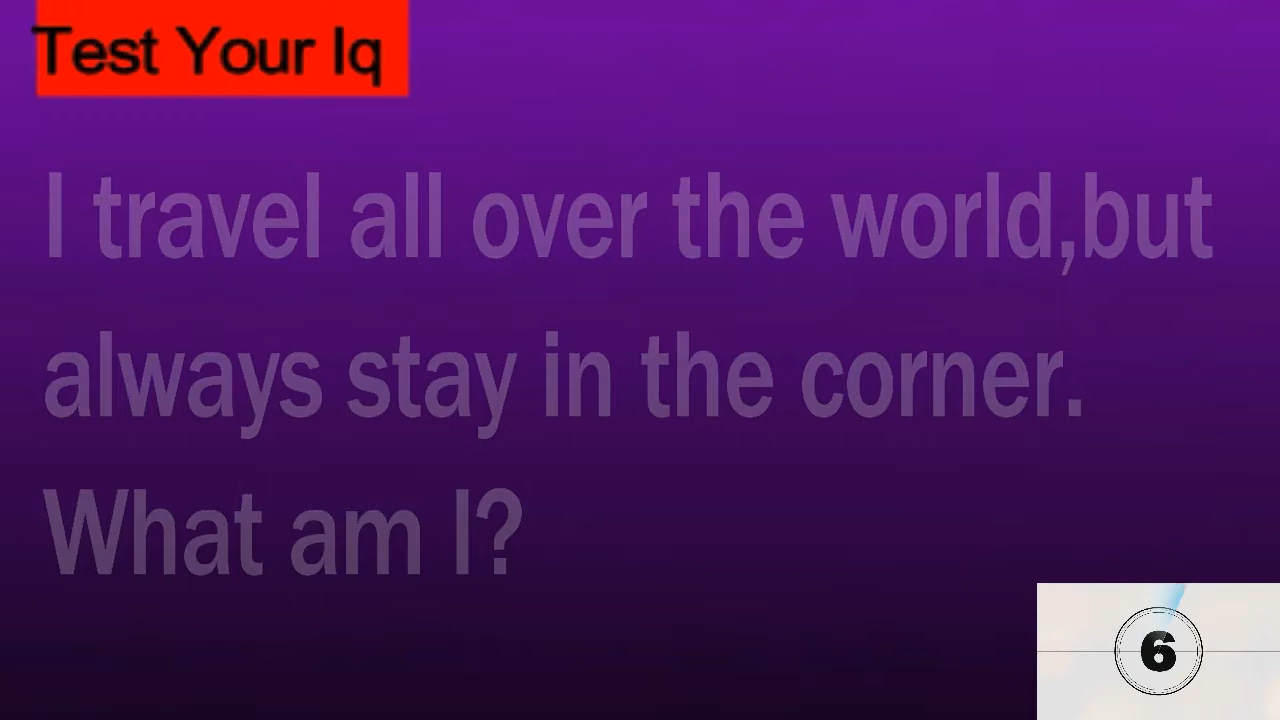 Test Your Iq
I travel all over the world,but
always stay in the corner.
What am I?
6